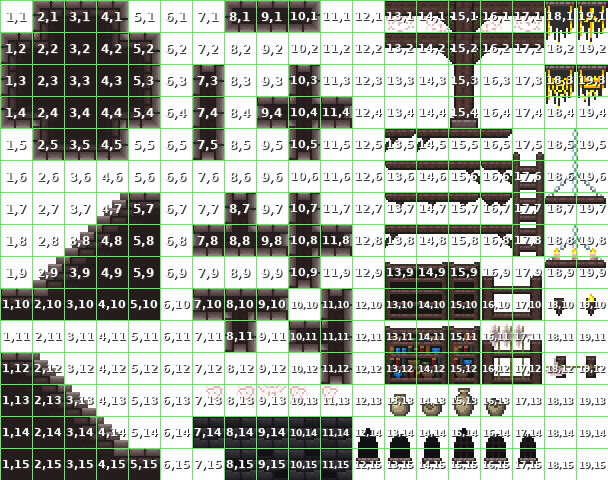 1,1 2,1 3,1 4,1 5,1 6,1 7,1 8,1 9,1 10,1 11,1 12,1 13,1 14,1 15,1 16,1 17,1 18,1 19,1
1,2 2,2 3,2 4,2 5,2 6,2 7,2 8,2 9,2 10,2 11,2 12,2 13,2 14,2 15,2 16,2 17,2 18,2 19,2
1,3 2,3 3,3 4,3 5,3 6,3 7,3 8,3 9,3 10,3 11,3 12,3 13,3 14,3 15,3 16,3 17,3 18,3 19,3
1,4 2,4 3,4 4,4 5,4 6,4 7,4 8,4 9,4 10,4 11,4 12,4 13,4 14,4 15,4 16,4 17,4 18,4 19,4
1,5 2,5 3,5 4,5 5,5 6,5 7,5 8,5 9,5 10,5 11,5 12,5 13,5 14,5 15,5 16,5 17,5 18,5 19,5
1,6 2,6 3,6 4,6 5,6 6,6 7,6 8,6 9,6 10,6 11,6 12,6 13,6 14,6 15,6 16,6 17,6 18,6 19,6
1,7 2,7 3,7 4,7 5,7 6,7 7,7 8,7 9,7 10,7 11,7 12,7 13,7 14,7 15,7 16,7 17,7 18,7 19,7
1,8 2,8 3,8 4,8 5,8 6,8 7,8 8,8 9,8 10,8 11,8 12,8 13,8 14,8 15,8 16,8 17,8 18,8 19,8
1,9 2,9 3,9 4,9 5,9 6,9 7,9 8,9 9,9 10,9 11,9 12,9 13,9 14,9 15,9 16,9 17,9 18,9 19,9
1,10 2,10 3,10 4,10 5,10 6,10 7,10 8,10 9,10 10,10 11,10 12,10 13,10 14,10 15,10 16,10 17,10 18,10 19,10
1,11 2,11 3,11 4,11 5,11 6,11 7,11 8,11 9,11 10,11 11,11 12,11 13,11 14,11 15,11 16,11 17,11 18,11 19,11
1,12 2,12 3,12 4,12 5,12 6,12 7,12 8,12 9,12 10,12 11,12 12,12 13,12 14,12 15,12 16,12 17,12 18,12 19,12
1,13 2,13 3,13 4,13 5,13 6,13 7,13 8,13 9,13 10,13 11,13 12,13 13,13 14,13 15,13 16,13 17,13 18,13 19,13
1,14 2,14 3,14 4,14 5,14 6,14 7,14 8,14 9,14 10,14 11,14 12,14 13,14 14,14 15,14 16,14 17,14 18,14 19,14
1,15 2,15 3,15 4,15 5,15 6,15 7,15 8,15 9,15 10,15 11,15 12,15 13,15 14,15 15,15 16,15 17,15 18,15 19,15